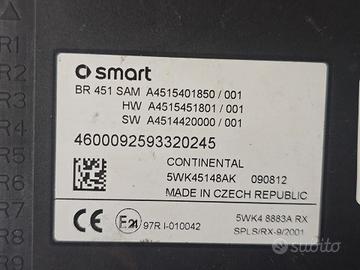 smart
BR 451 SAM A4515401850 / 001
HW A4515451801 / 001
SW A4514420000 / 001
4600092593320245
CONTINENTAL
5WK45148AK 090812
MADE IN CZECH REPUBLIC
CE E24 97R I-010042
5WK4 8883A RX
SPLS/RX-9/2001
R1
R2
R3
R4
R5
R6
R7
R8
R9
subito